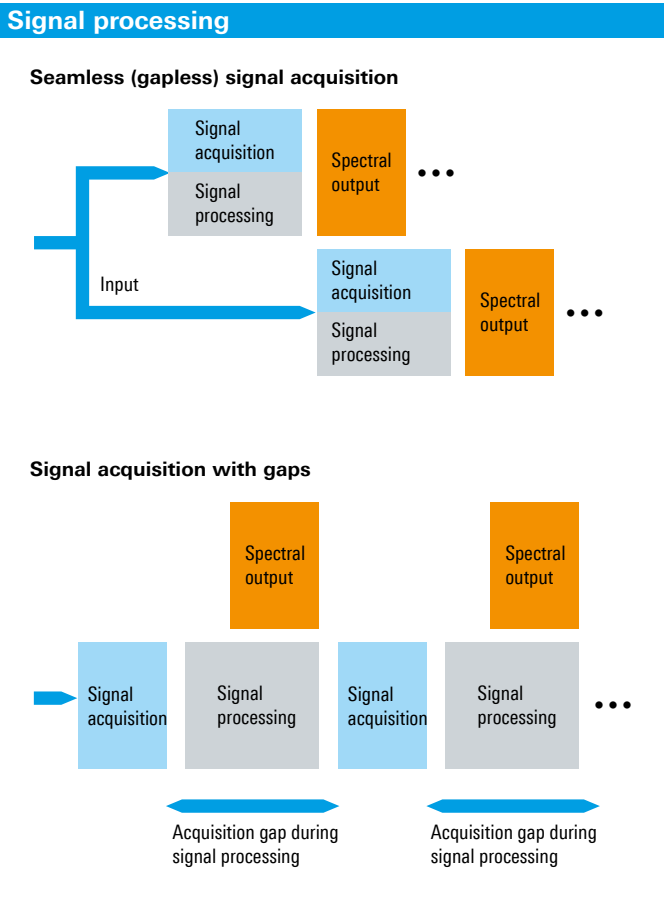 Signal processing
Seamless (gapless) signal acquisition
Signal
acquisition
Signal
processing
Spectral
output
•••
Input
Signal
acquisition
Signal
processing
Spectral
output
•••
Signal acquisition with gaps
Spectral
output
Spectral
output
Signal
acquisition
Signal
processing
Signal
acquisition
Signal
processing
•••
Acquisition gap during
signal processing
Acquisition gap during
signal processing